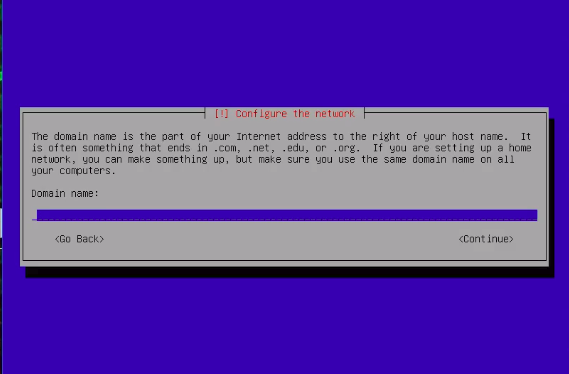 [!] Configure the network
The domain name is the part of your Internet address to the right of your host name.  It
is often something that ends in .com, .net, .edu, or .org.  If you are setting up a home
network, you can make something up, but make sure you use the same domain name on all
your computers.
Domain name:
<Go Back> <Continue>